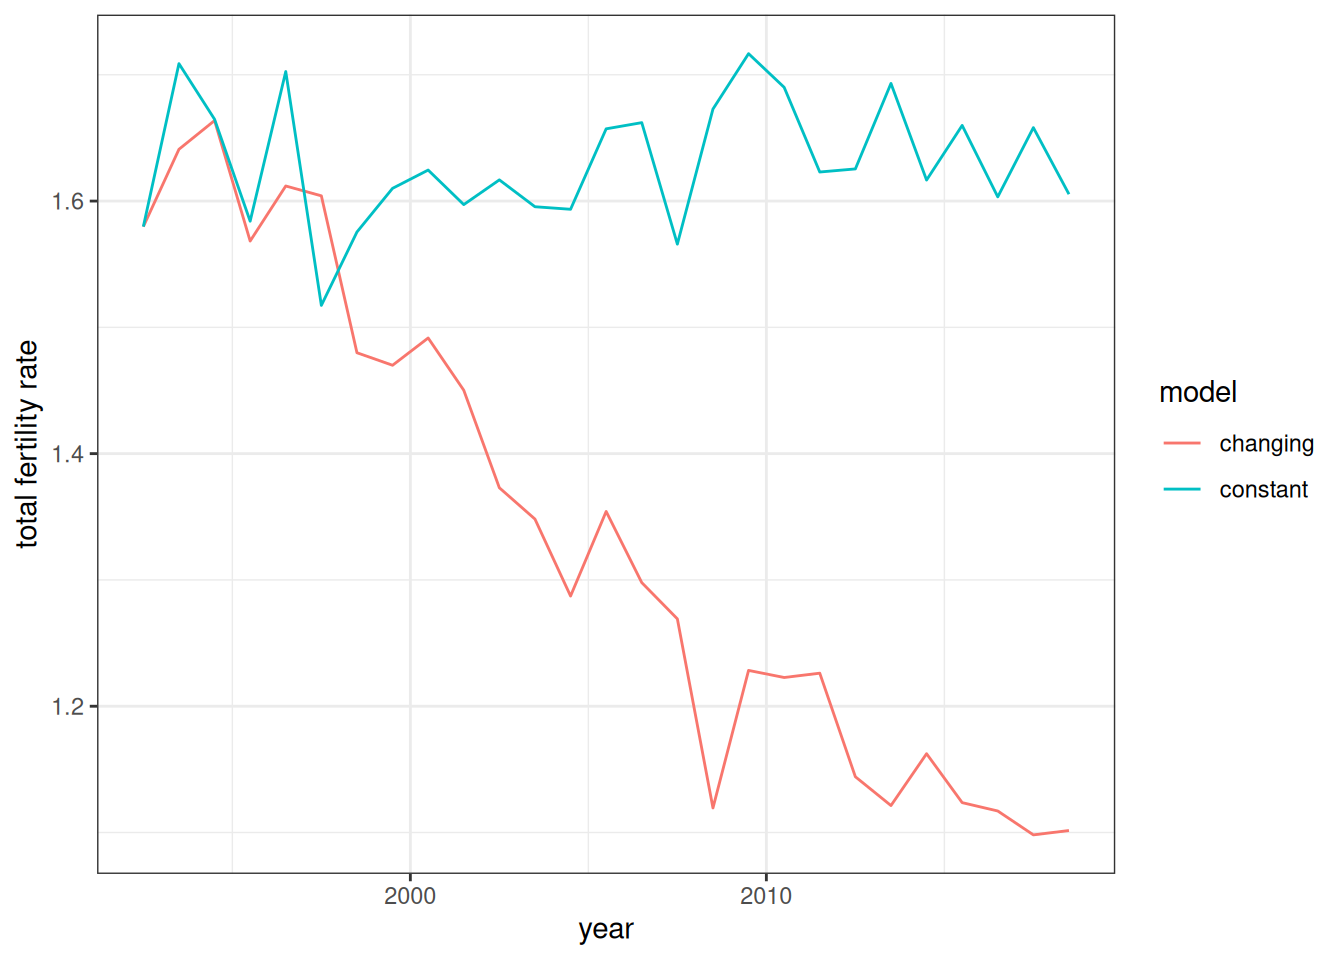 total fertility rate
1.6
1.4
1.2
2000
2010
year
model
changing
constant